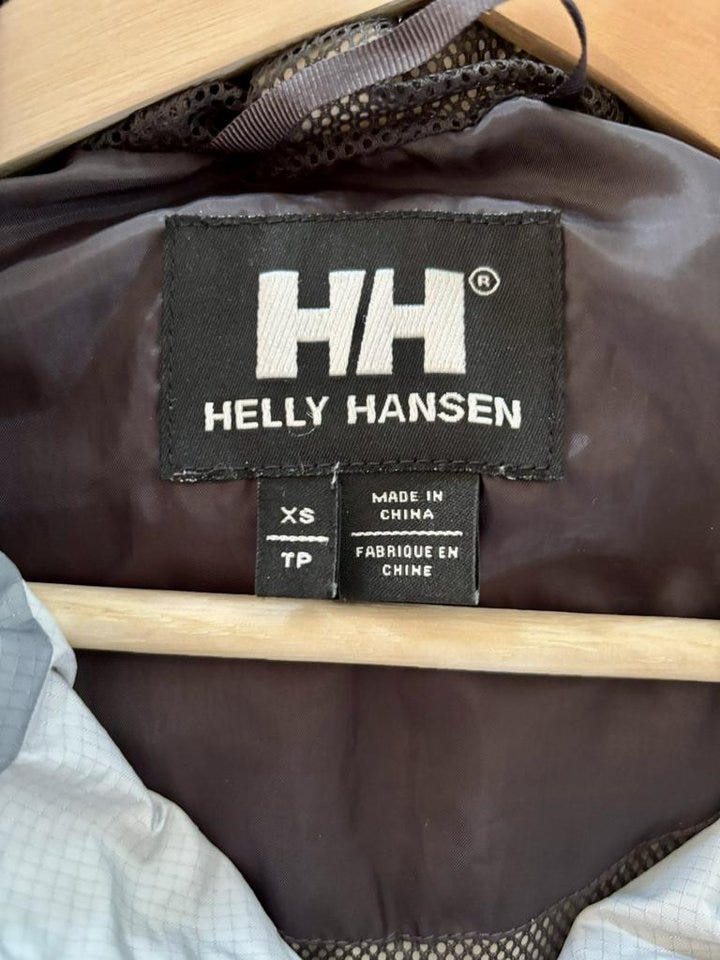 HH®
HELLY HANSEN
XS
TP
MADE IN
CHINA
FABRIQUE EN
CHINE